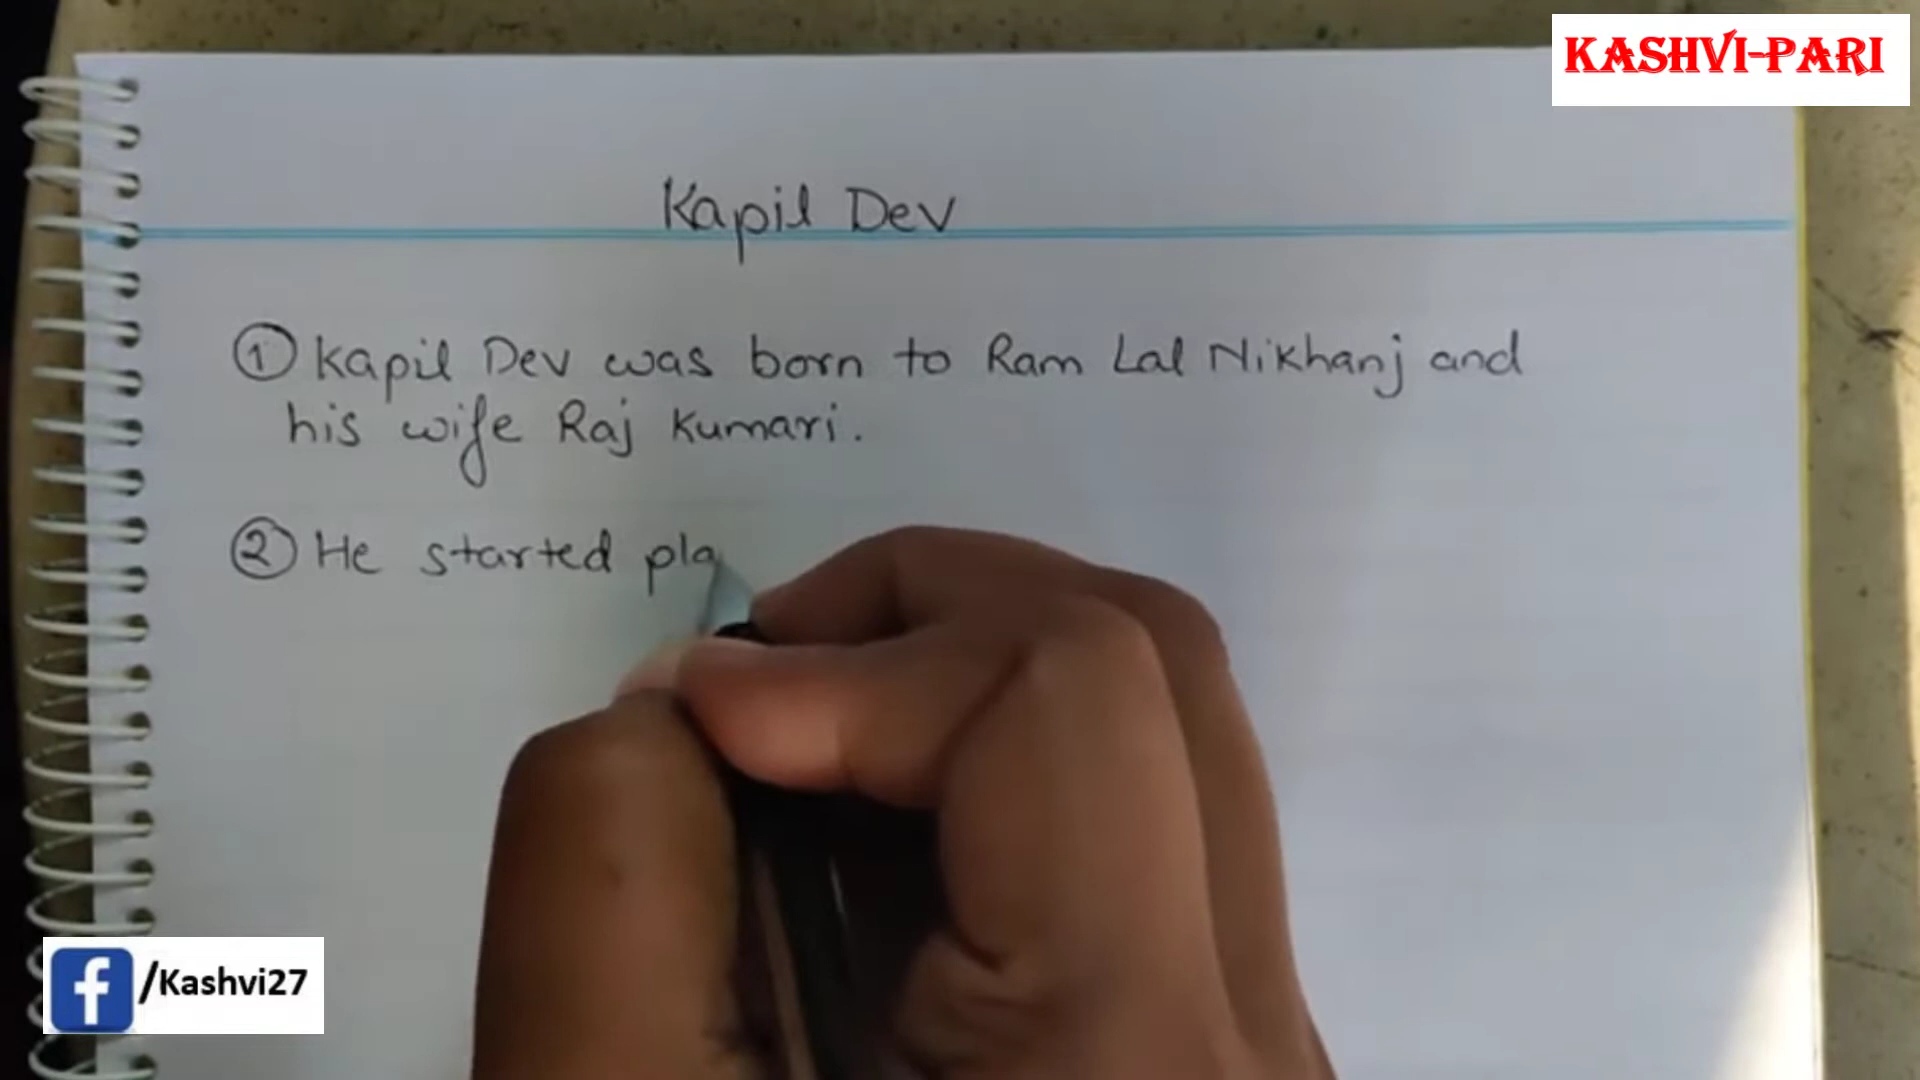 KASHVI-PARI
Kapil Dev
① Kapil Dev was born to Ram Lal Nikhanj and
his wife Raj Kumari.
② He started pla
f/Kashvi27